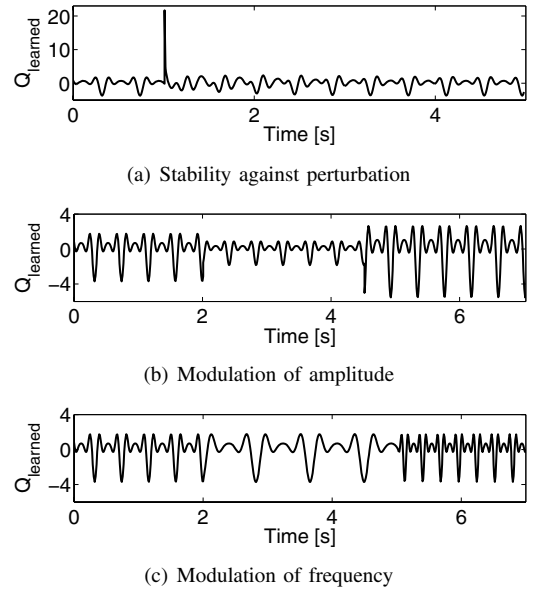 20
10
0
Q_learned
0 2 4
Time [s]
(a) Stability against perturbation
4
0
−4
Q_learned
0 2 4 6
Time [s]
(b) Modulation of amplitude
4
0
−4
Q_learned
0 2 4 6
Time [s]
(c) Modulation of frequency